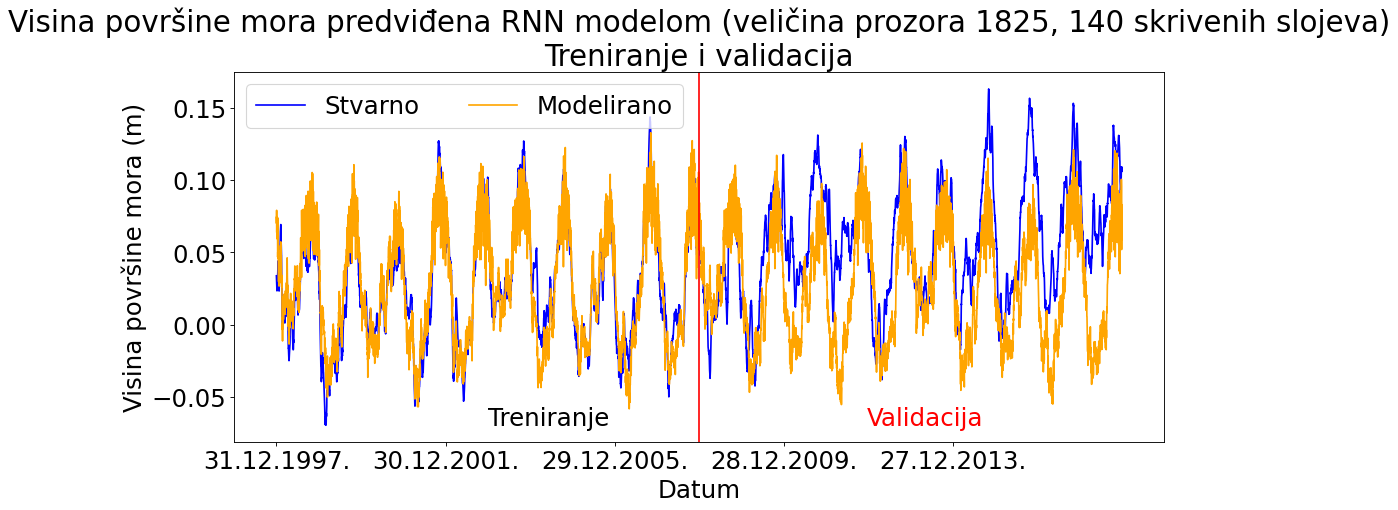 Visina površine mora predviđena RNN modelom (veličina prozora 1825, 140 skrivenih slojeva)
Treniranje i validacija
Stvarno
Modelirano
Visina površine mora (m)
0.15
0.10
0.05
0.00
−0.05
Treniranje
Validacija
31.12.1997.
30.12.2001.
29.12.2005.
28.12.2009.
27.12.2013.
Datum